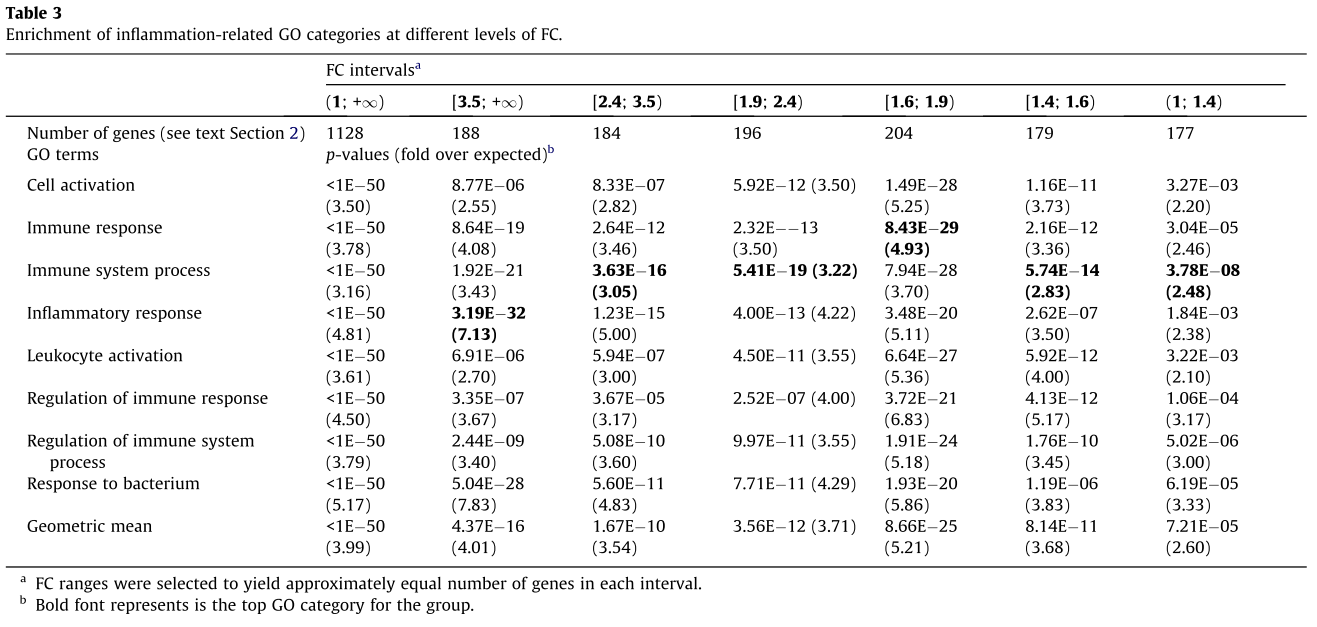 Table 3
Enrichment of inflammation-related GO categories at different levels of FC.
FC intervalsa
(1; +∞) [3.5; +∞) [2.4; 3.5) [1.9; 2.4) [1.6; 1.9) [1.4; 1.6) (1; 1.4)
Number of genes (see text Section 2) 1128 188 184 196 204 179 177
GO terms p-values (fold over expected)b
Cell activation <1E−50 8.77E−06 8.33E−07 5.92E−12 (3.50) 1.49E−28 1.16E−11 3.27E−03
(3.50) (2.55) (2.82) (5.25) (3.73) (2.20)
Immune response <1E−50 8.64E−19 2.64E−12 2.32E−−13 8.43E−29 2.16E−12 3.04E−05
(3.78) (4.08) (3.46) (3.50) (4.93) (3.36) (2.46)
Immune system process <1E−50 1.92E−21 3.63E−16 5.41E−19 (3.22) 7.94E−28 5.74E−14 3.78E−08
(3.16) (3.43) (3.05) (3.70) (2.83) (2.48)
Inflammatory response <1E−50 3.19E−32 1.23E−15 4.00E−13 (4.22) 3.48E−20 2.62E−07 1.84E−03
(4.81) (7.13) (5.00) (5.11) (3.50) (2.38)
Leukocyte activation <1E−50 6.91E−06 5.94E−07 4.50E−11 (3.55) 6.64E−27 5.92E−12 3.22E−03
(3.61) (2.70) (3.00) (5.36) (4.00) (2.10)
Regulation of immune response <1E−50 3.35E−07 3.67E−05 2.52E−07 (4.00) 3.72E−21 4.13E−12 1.06E−04
(4.50) (3.67) (3.17) (6.83) (5.17) (3.17)
Regulation of immune system <1E−50 2.44E−09 5.08E−10 9.97E−11 (3.55) 1.91E−24 1.76E−10 5.02E−06
process (3.79) (3.40) (3.60) (5.18) (3.45) (3.00)
Response to bacterium <1E−50 5.04E−28 5.60E−11 7.71E−11 (4.29) 1.93E−20 1.19E−06 6.19E−05
(5.17) (7.83) (4.83) (5.86) (3.83) (3.33)
Geometric mean <1E−50 4.37E−16 1.67E−10 3.56E−12 (3.71) 8.66E−25 8.14E−11 7.21E−05
(3.99) (4.01) (3.54) (5.21) (3.68) (2.60)
a FC ranges were selected to yield approximately equal number of genes in each interval.
b Bold font represents is the top GO category for the group.